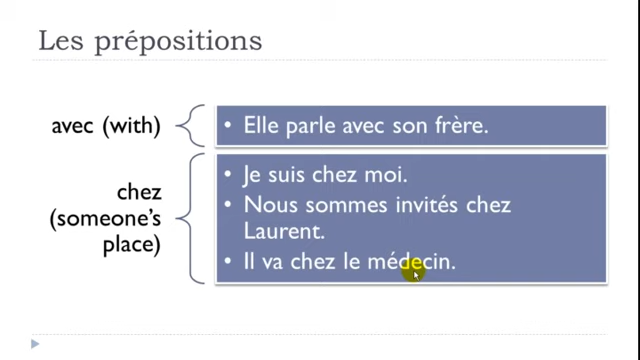 Les prépositions
avec (with)
• Elle parle avec son frère.
chez
(someone's
place)
• Je suis chez moi.
• Nous sommes invités chez
Laurent.
• Il va chez le médecin.